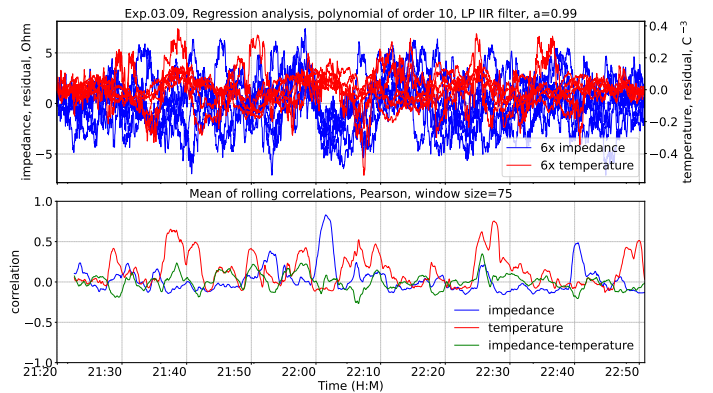 Exp.03.09, Regression analysis, polynomial of order 10, LP IIR filter, a=0.99
impedance, residual, Ohm
5
0
−5
0.4
0.2
0.0
−0.2
−0.4
temperature, residual, C⁻³
6x impedance
6x temperature
Mean of rolling correlations, Pearson, window size=75
correlation
1.0
0.5
0.0
−0.5
−1.0
impedance
temperature
impedance-temperature
21:20 21:30 21:40 21:50 22:00 22:10 22:20 22:30 22:40 22:50
Time (H:M)